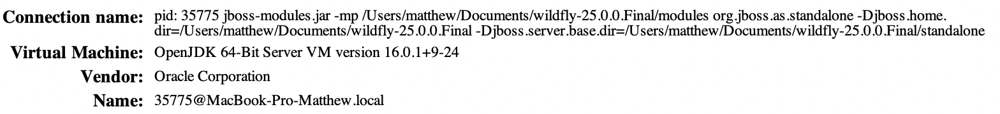 Connection name: pid: 35775 jboss-modules.jar -mp /Users/matthew/Documents/wildfly-25.0.0.Final/modules org.jboss.as.standalone -Djboss.home.
dir=/Users/matthew/Documents/wildfly-25.0.0.Final -Djboss.server.base.dir=/Users/matthew/Documents/wildfly-25.0.0.Final/standalone
Virtual Machine: OpenJDK 64-Bit Server VM version 16.0.1+9-24
Vendor: Oracle Corporation
Name: 35775@MacBook-Pro-Matthew.local